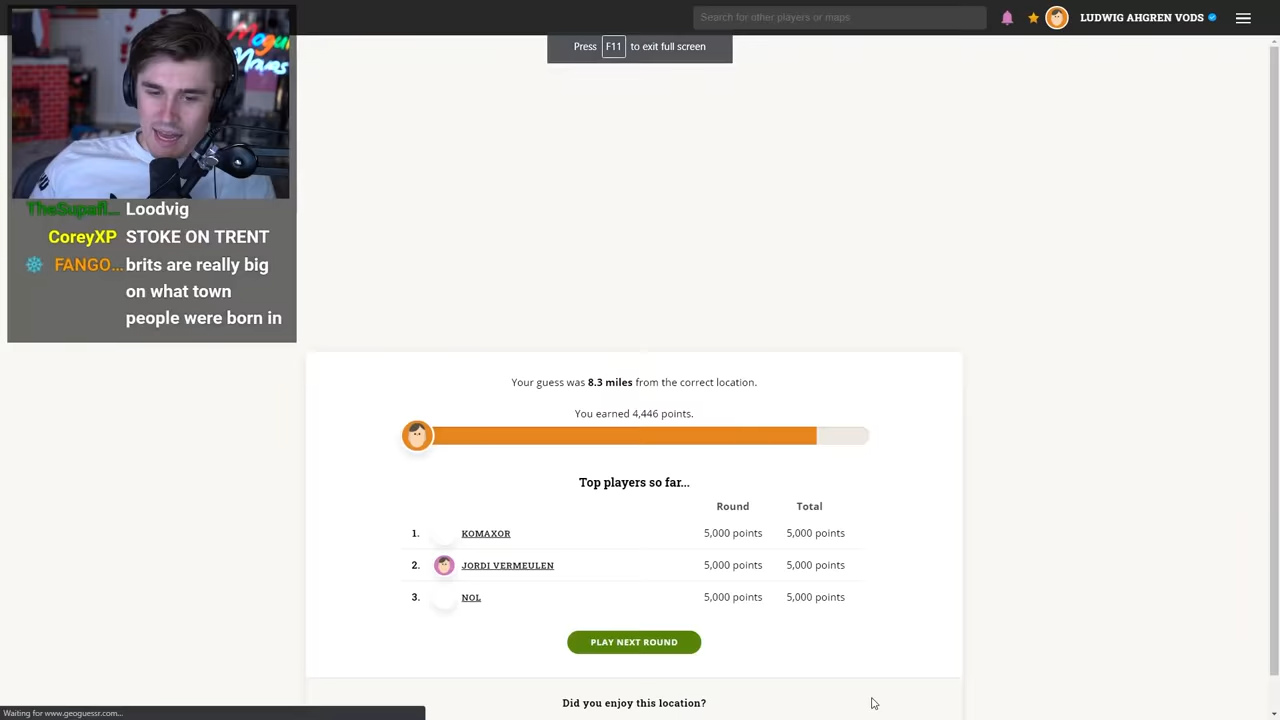 Search for other players or maps
LUDWIG AHGREN VODS
Press F11 to exit full screen
Mogul
Moves
TheSupafl... Loodvig
CoreyXP STOKE ON TRENT
FANGO... brits are really big
on what town
people were born in
Your guess was 8.3 miles from the correct location.
You earned 4,446 points.
Top players so far...
Round Total
1. KOMAXOR 5,000 points 5,000 points
2. JORDI VERMEULEN 5,000 points 5,000 points
3. NOL 5,000 points 5,000 points
PLAY NEXT ROUND
Did you enjoy this location?
Waiting for www.geoguessr.com...